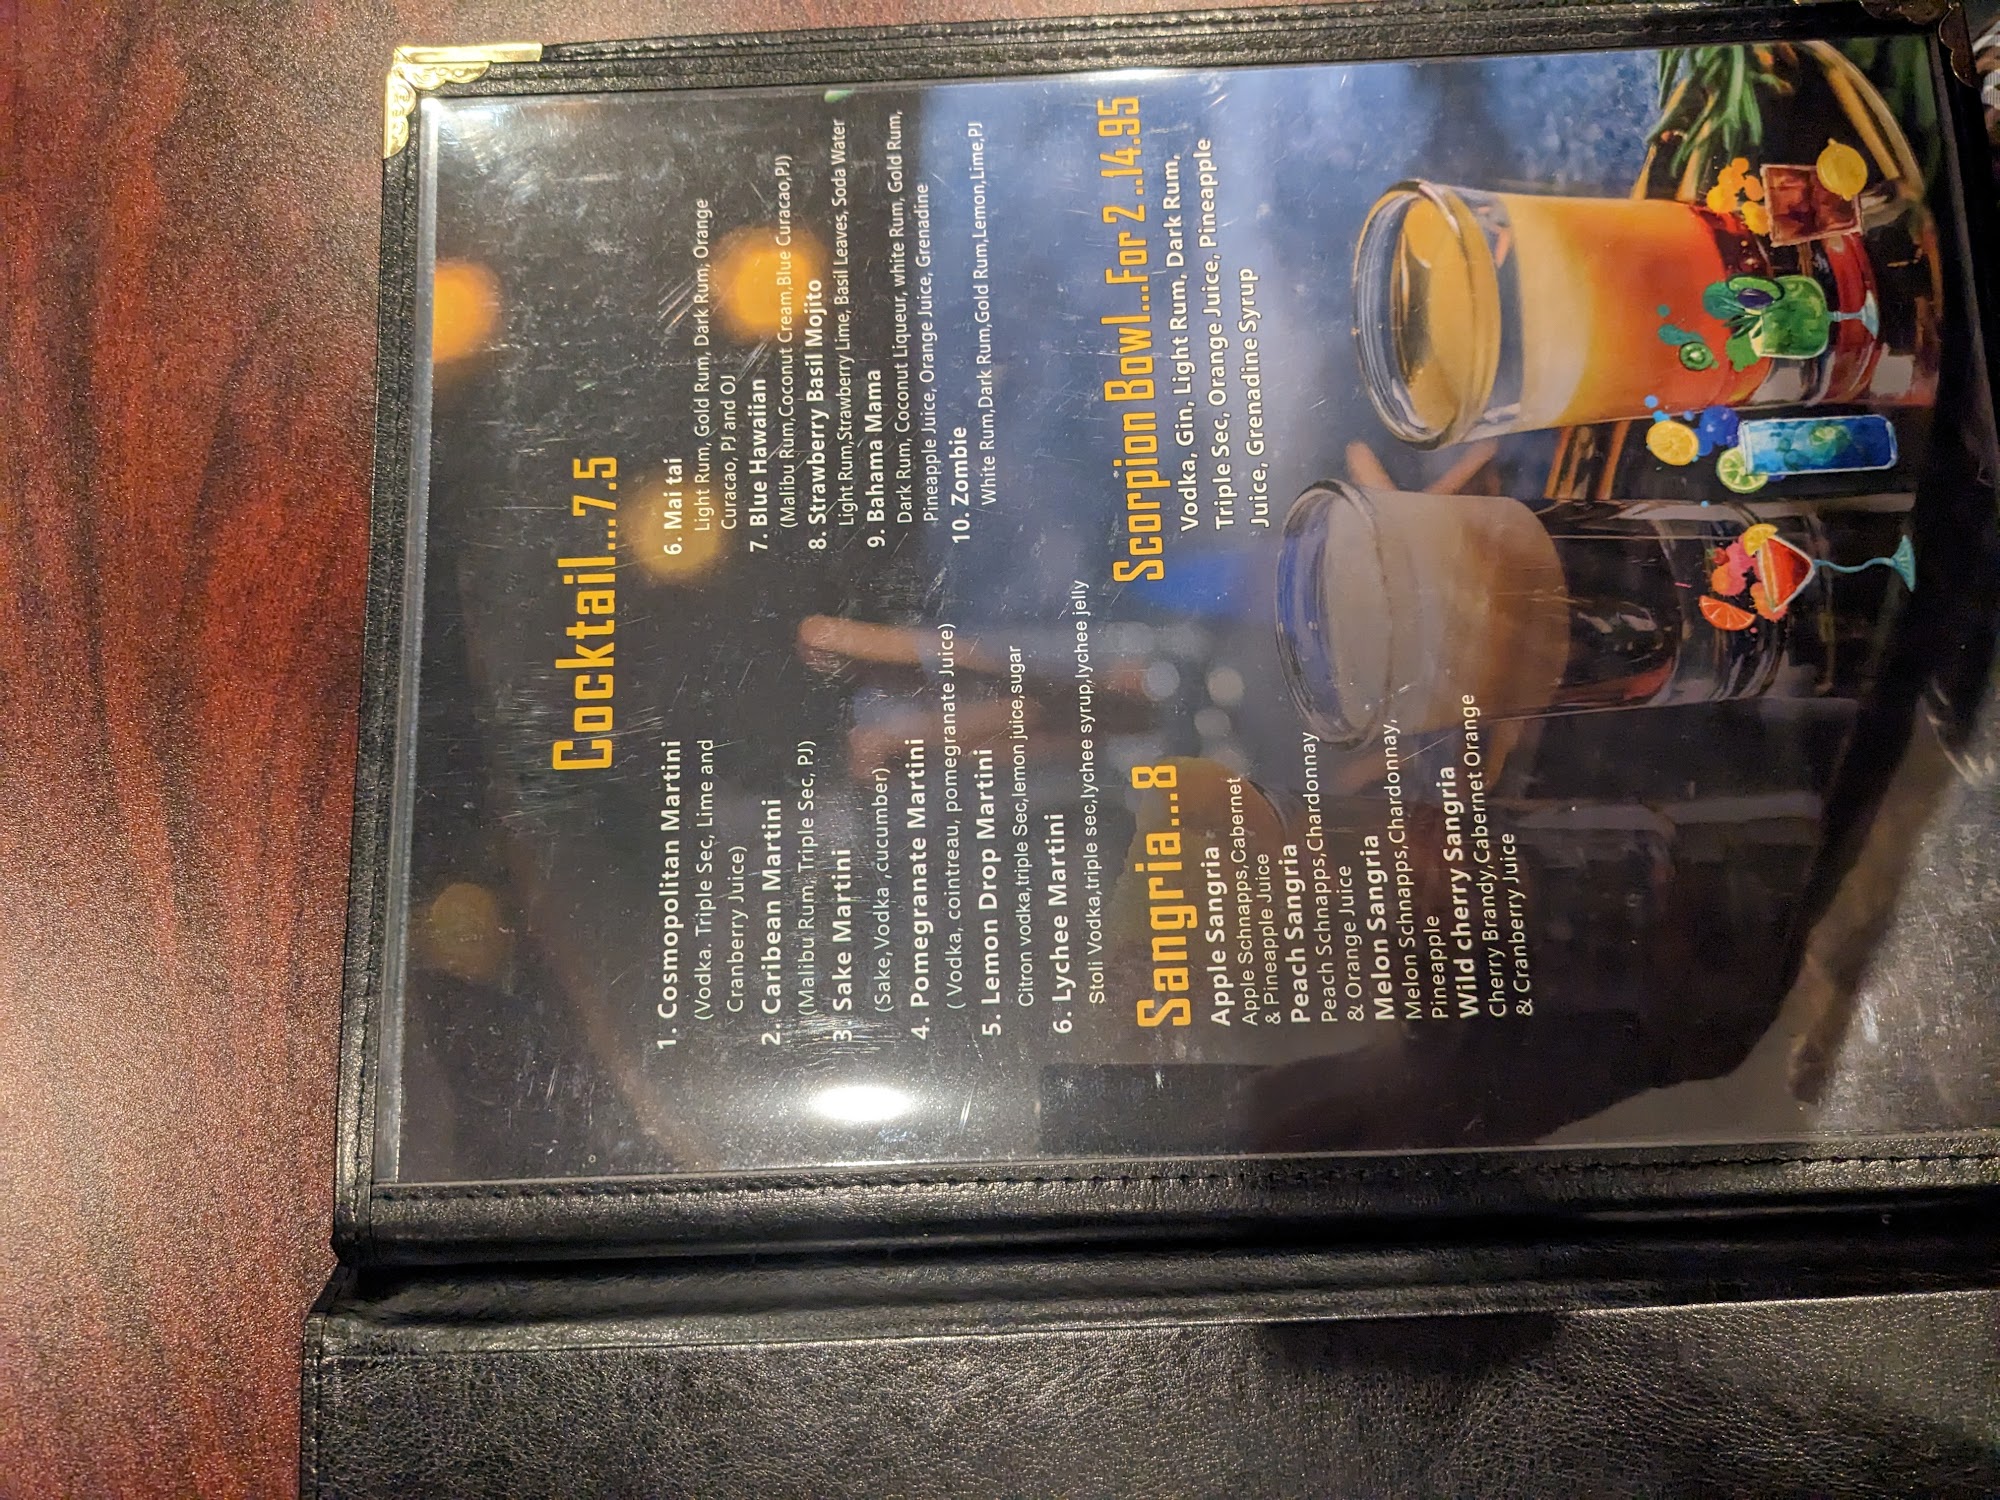 Cocktail...7.5
1. Cosmopolitan Martini
(Vodka. Triple Sec, Lime and
Cranberry Juice)
2. Caribean Martini
(Malibu Rum, Triple Sec, PJ)
3. Sake Martini
(Sake,Vodka ,cucumber)
4. Pomegranate Martini
( Vodka, cointreau, pomegranate Juice)
5. Lemon Drop Martini
Citron vodka,triple Sec,lemon juice,sugar
6. Lychee Martini
Stoli Vodka,triple sec,lychee syrup,lychee jelly
6. Mai tai
Light Rum, Gold Rum, Dark Rum, Orange
Curacao, PJ and OJ
7. Blue Hawaiian
(Malibu Rum,Coconut Cream,Blue Curacao,PJ)
8. Strawberry Basil Mojito
Light Rum,Strawberry Lime, Basil Leaves, Soda Water
9. Bahama Mama
Dark Rum, Coconut Liqueur, white Rum, Gold Rum,
Pineapple Juice, Orange Juice, Grenadine
10. Zombie
White Rum,Dark Rum,Gold Rum,Lemon,Lime,PJ
Sangria...8
Apple Sangria
Apple Schnapps,Cabernet
& Pineapple Juice
Peach Sangria
Peach Schnapps,Chardonnay
& Orange Juice
Melon Sangria
Melon Schnapps,Chardonnay,
Pineapple
Wild cherry Sangria
Cherry Brandy,Cabernet Orange
& Cranberry Juice
Scorpion Bowl...For 2 ..14.95
Vodka, Gin, Light Rum, Dark Rum,
Triple Sec, Orange Juice, Pineapple
Juice, Grenadine Syrup